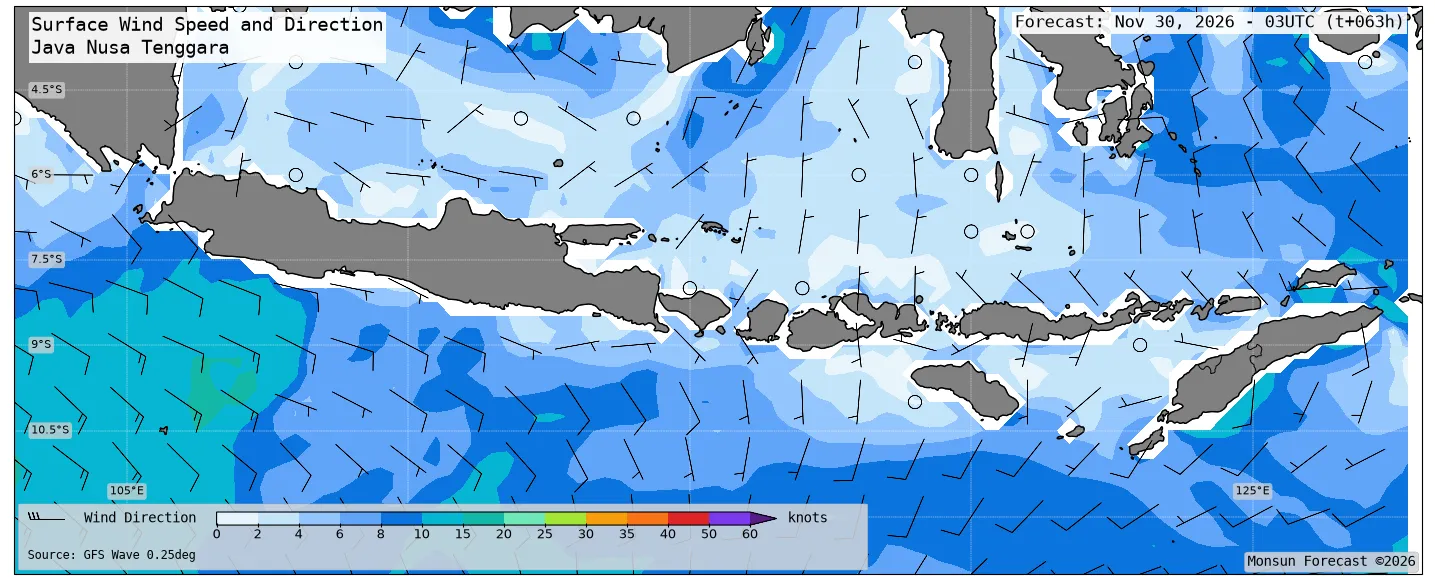 Surface Wind Speed and Direction
Java Nusa Tenggara
Forecast: Nov 30, 2026 - 03UTC (t+063h)
4.5°S
6°S
7.5°S
9°S
10.5°S
105°E
125°E
Wind Direction
0 2 4 6 8 10 15 20 25 30 35 40 50 60
knots
Source: GFS Wave 0.25deg
Monsun Forecast ©2026